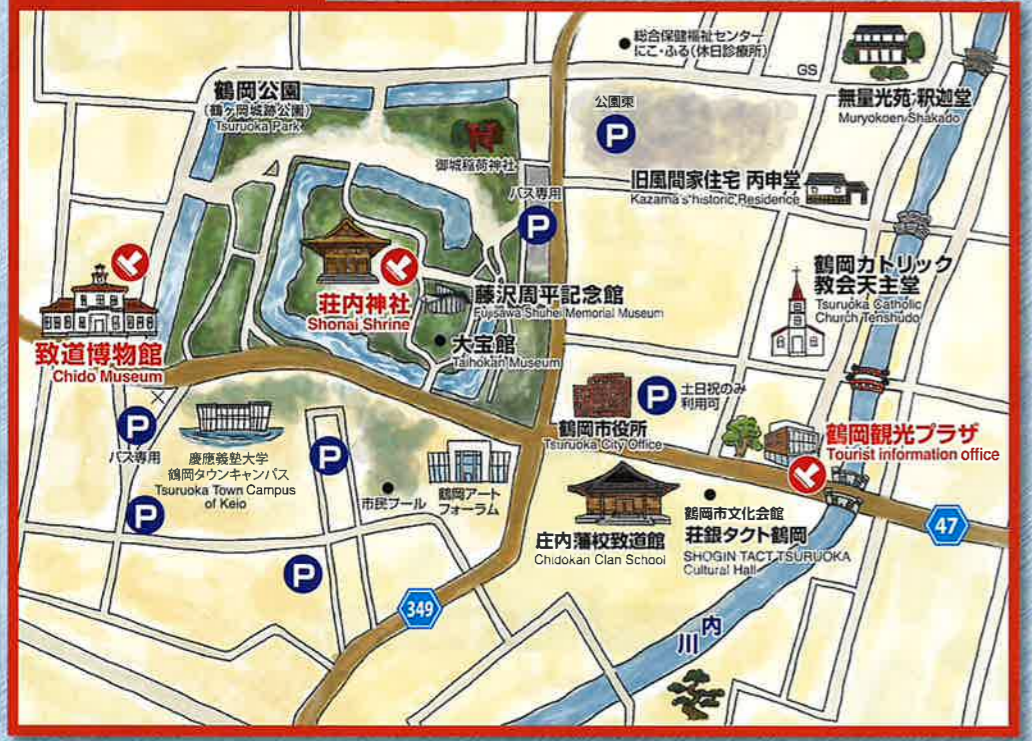 総合保健福祉センター
にこ・ふる(休日診療所)
GS
無量光苑 釈迦堂
Muryokoen Shakado
鶴岡公園
(鶴ヶ岡城跡公園)
Tsuruoka Park
公園東
P
御城稲荷神社
旧風間家住宅 丙申堂
Kazama's historic Residence
バス専用
P
鶴岡カトリック
教会天主堂
Tsuruoka Catholic
Church Tenshudo
荘内神社
Shonai Shrine
藤沢周平記念館
Fujisawa Shuhei Memorial Museum
大宝館
Taihokan Museum
致道博物館
Chido Museum
P
土日祝のみ
利用可
鶴岡市役所
Tsuruoka City Office
鶴岡観光プラザ
Tourist information office
P
バス専用
慶應義塾大学
鶴岡タウンキャンパス
Tsuruoka Town Campus
of Keio
P
市民プール
鶴岡アート
フォーラム
P
庄内藩校致道館
Chidokan Clan School
鶴岡市文化会館
荘銀タクト鶴岡
SHOGIN TACT TSURUOKA
Cultural Hall
47
P
349
内
川